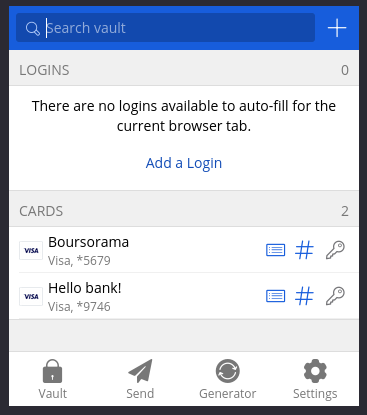 Search vault
LOGINS 0
There are no logins available to auto-fill for the
current browser tab.
Add a Login
CARDS 2
VISA Boursorama
Visa, *5679
VISA Hello bank!
Visa, *9746
Vault Send Generator Settings